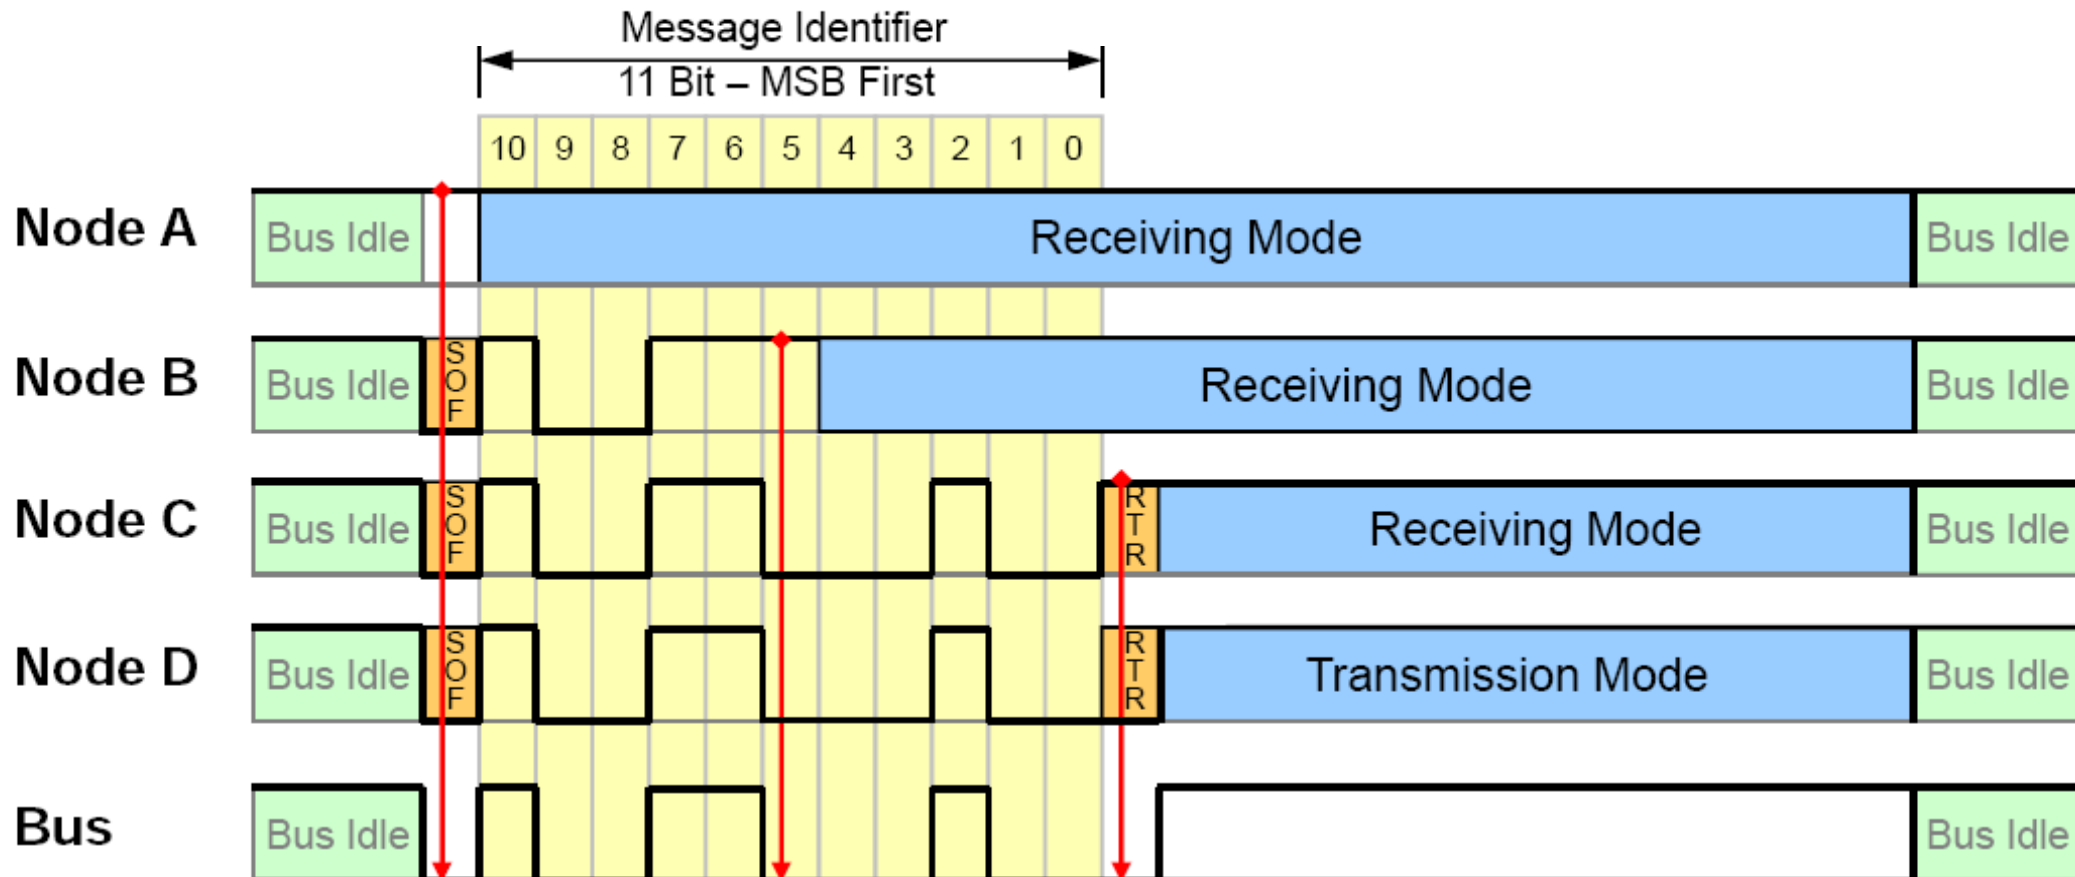 Message Identifier
11 Bit – MSB First
10 9 8 7 6 5 4 3 2 1 0
Node A Bus Idle Receiving Mode Bus Idle
Node B Bus Idle SOF Receiving Mode Bus Idle
Node C Bus Idle SOF RTR Receiving Mode Bus Idle
Node D Bus Idle SOF RTR Transmission Mode Bus Idle
Bus Bus Idle Bus Idle